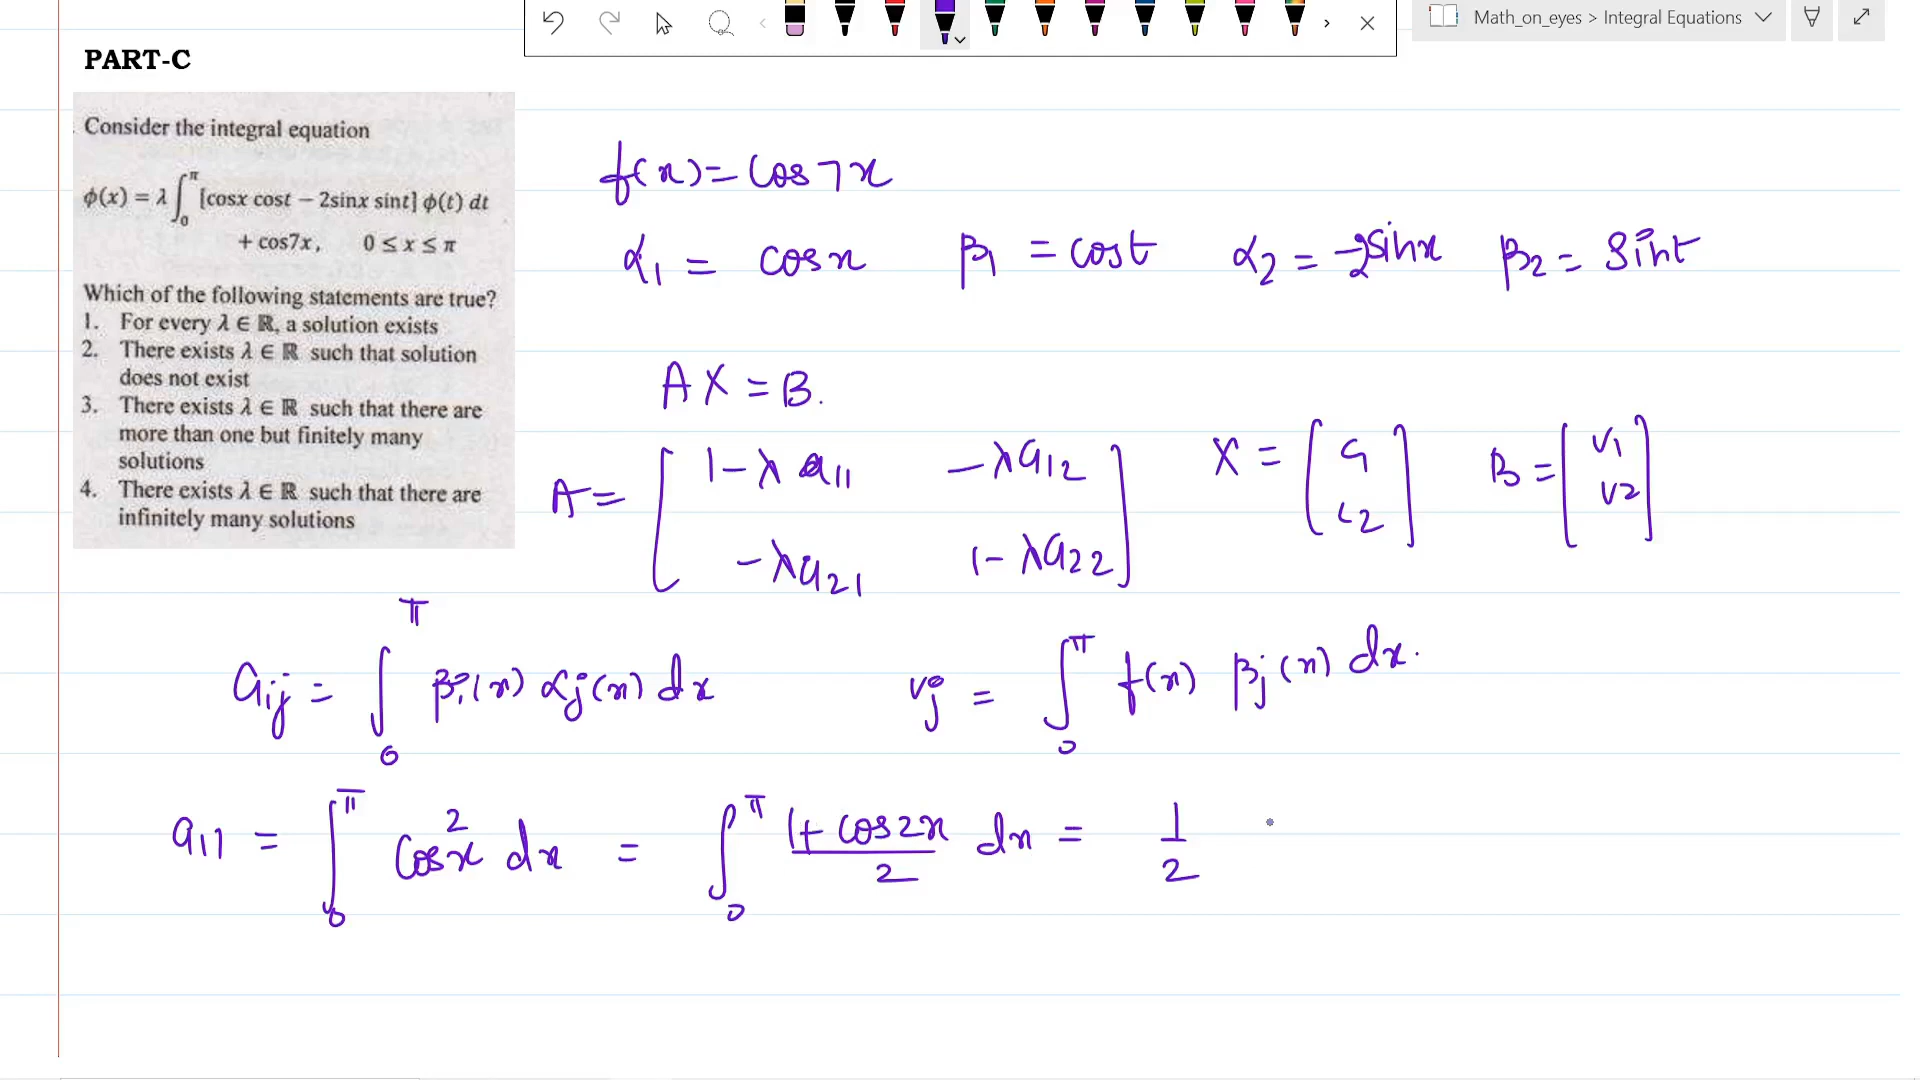 Math_on_eyes > Integral Equations
PART-C
Consider the integral equation
ϕ(x) = λ ∫₀^π [cosx cost − 2sinx sint] ϕ(t) dt
+ cos7x, 0 ≤ x ≤ π
Which of the following statements are true?
1. For every λ ∈ ℝ, a solution exists
2. There exists λ ∈ ℝ such that solution
does not exist
3. There exists λ ∈ ℝ such that there are
more than one but finitely many
solutions
4. There exists λ ∈ ℝ such that there are
infinitely many solutions
f(x) = cos7x
α₁ = cosx β₁ = cost α₂ = -2sinx β₂ = sint
AX = B.
A = [1-λa₁₁ -λa₁₂
-λa₂₁ 1-λa₂₂] X = [c₁ c₂] B = [v₁ v₂]
aᵢⱼ = ∫₀^π βᵢ(x) αⱼ(x) dx vⱼ = ∫₀^π f(x) βⱼ(x) dx.
a₁₁ = ∫₀^π cos²x dx = ∫₀^π (1+cos2x)/2 dx = 1/2